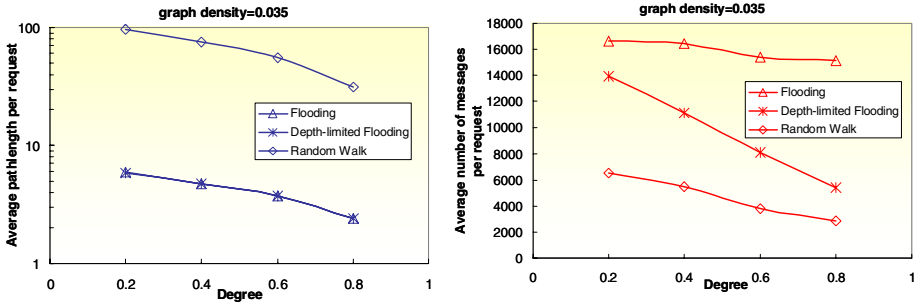 graph density=0.035
Average pathlength per request
100
10
1
0
0.2
0.4
0.6
0.8
1
Degree
Flooding
Depth-limited Flooding
Random Walk
graph density=0.035
Average number of messages
per request
18000
16000
14000
12000
10000
8000
6000
4000
2000
0
0
0.2
0.4
0.6
0.8
1
Degree
Flooding
Depth-limited Flooding
Random Walk